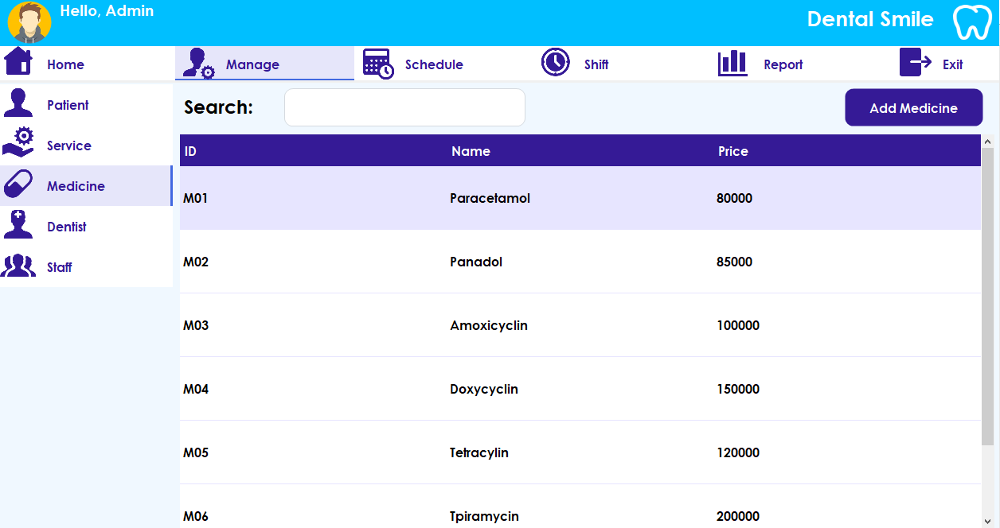 Hello, Admin
Dental Smile
Home
Manage
Schedule
Shift
Report
Exit
Patient
Service
Medicine
Dentist
Staff
Search:
Add Medicine
ID Name Price
M01 Paracetamol 80000
M02 Panadol 85000
M03 Amoxicyclin 100000
M04 Doxycyclin 150000
M05 Tetracylin 120000
M06 Tpiramycin 200000